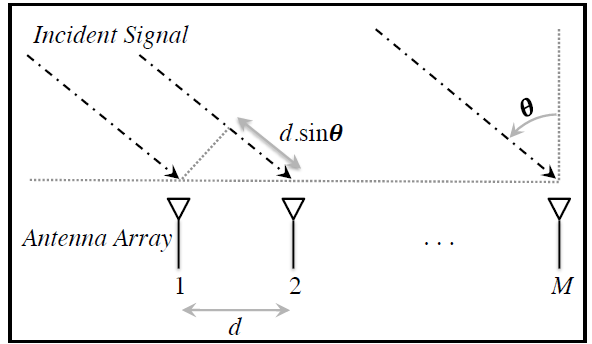 Incident Signal
θ
d.sinθ
Antenna Array
. . .
1
2
M
d